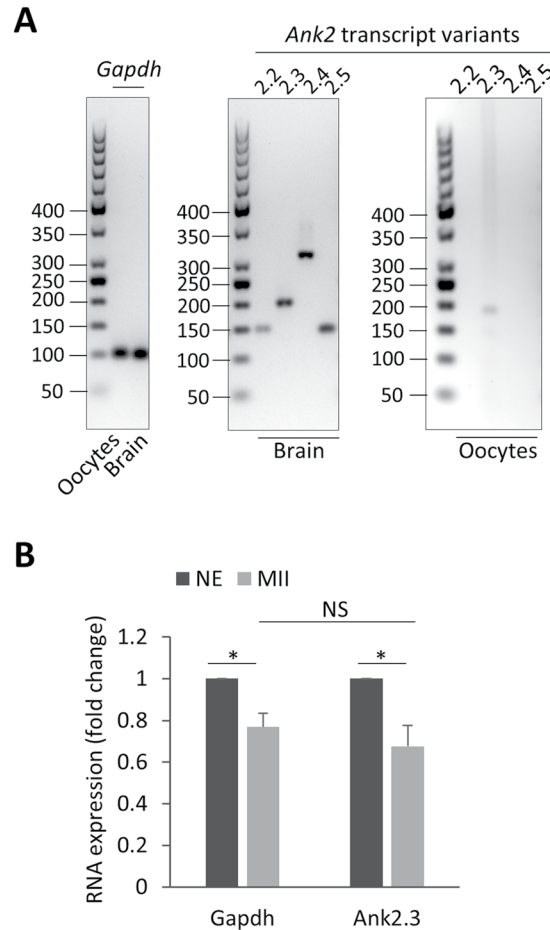 A
Ank2 transcript variants
Gapdh
2.2 2.3 2.4 2.5
2.2 2.3 2.4 2.5
400
350
300
250
200
150
100
50
400
350
300
250
200
150
100
50
400
350
300
250
200
150
100
50
Oocytes
Brain
Brain
Oocytes
B
NE MII
NS
* *
RNA expression (fold change)
1.2
1
0.8
0.6
0.4
0.2
0
Gapdh Ank2.3